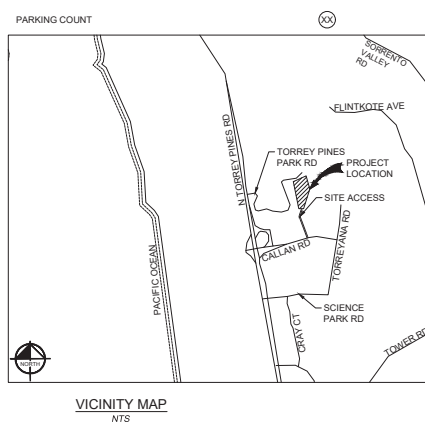 PARKING COUNT
XX
SORRENTO
VALLEY
RD
FLINTKOTE AVE
N TORREY PINES RD
TORREY PINES
PARK RD
PROJECT
LOCATION
SITE ACCESS
TORREYANA RD
CALLAN RD
PACIFIC OCEAN
SCIENCE
PARK RD
CRAY CT
TOWER RD
NORTH
VICINITY MAP
NTS